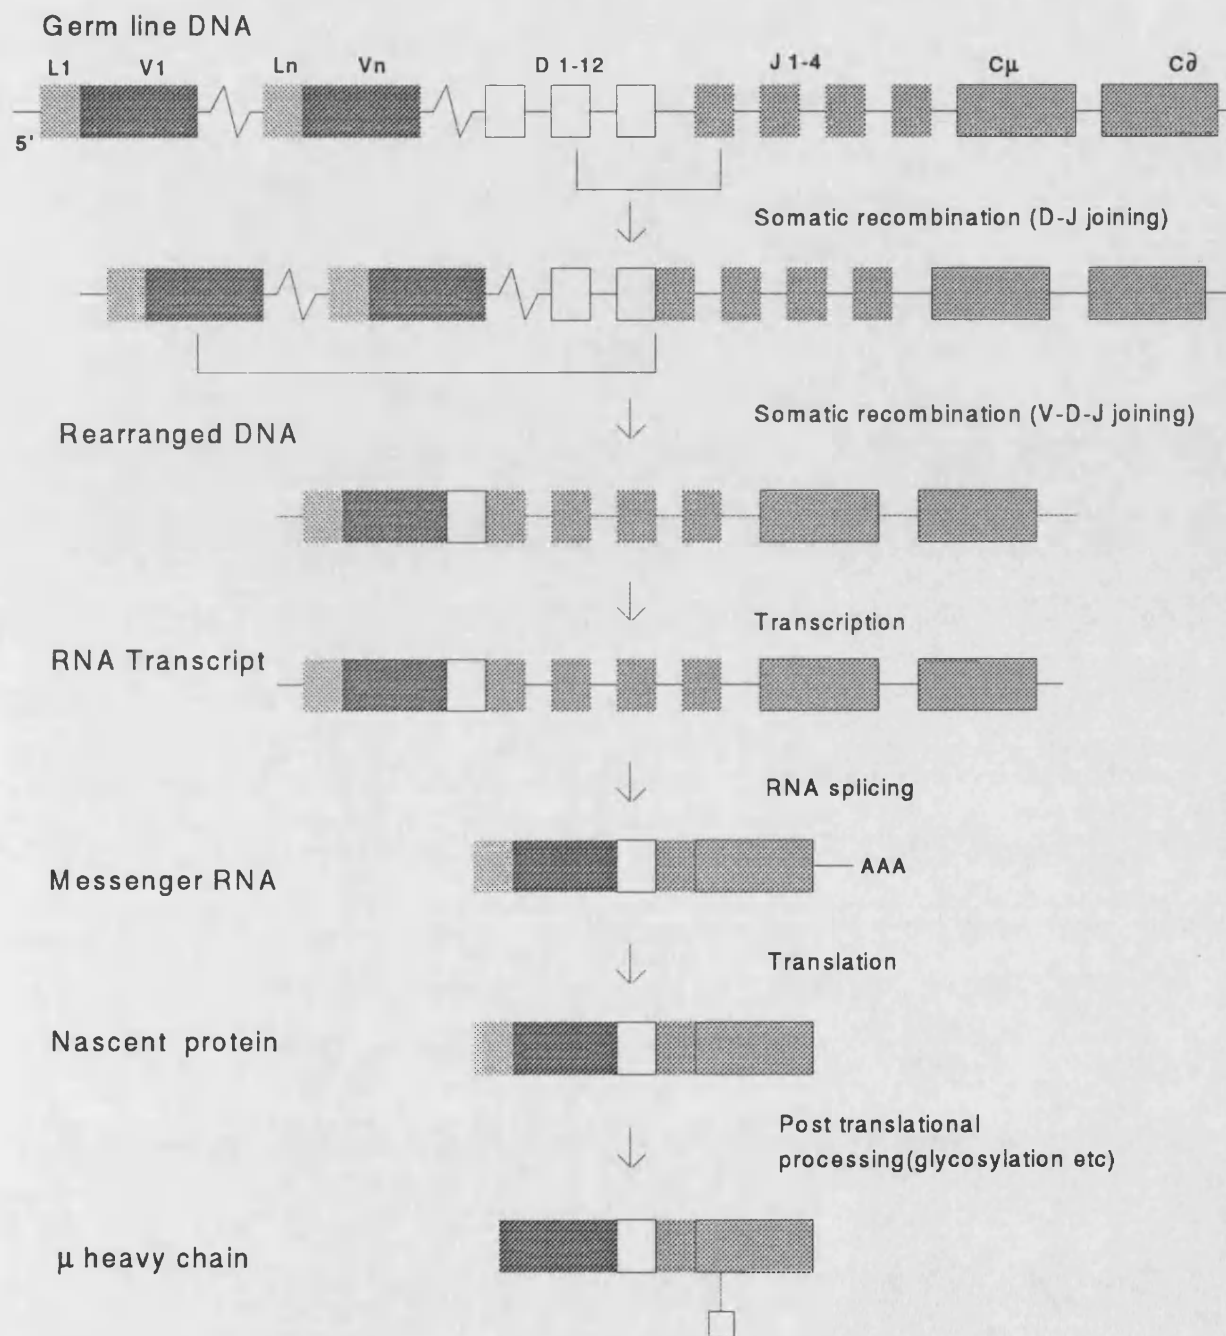 Germ line DNA
L1 V1 Ln Vn D 1-12 J 1-4 Cμ C∂
5'
Somatic recombination (D-J joining)
Somatic recombination (V-D-J joining)
Rearranged DNA
Transcription
RNA Transcript
RNA splicing
Messenger RNA
AAA
Translation
Nascent protein
Post translational
processing(glycosylation etc)
μ heavy chain